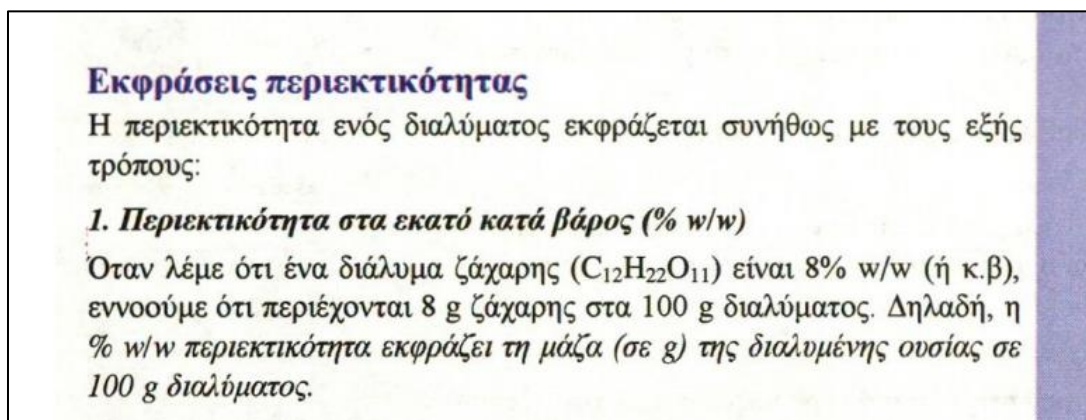 Εκφράσεις περιεκτικότητας
Η περιεκτικότητα ενός διαλύματος εκφράζεται συνήθως με τους εξής
τρόπους:
1. Περιεκτικότητα στα εκατό κατά βάρος (% w/w)
Όταν λέμε ότι ένα διάλυμα ζάχαρης (C₁₂H₂₂O₁₁) είναι 8% w/w (ή κ.β),
εννοούμε ότι περιέχονται 8 g ζάχαρης στα 100 g διαλύματος. Δηλαδή, η
% w/w περιεκτικότητα εκφράζει τη μάζα (σε g) της διαλυμένης ουσίας σε
100 g διαλύματος.